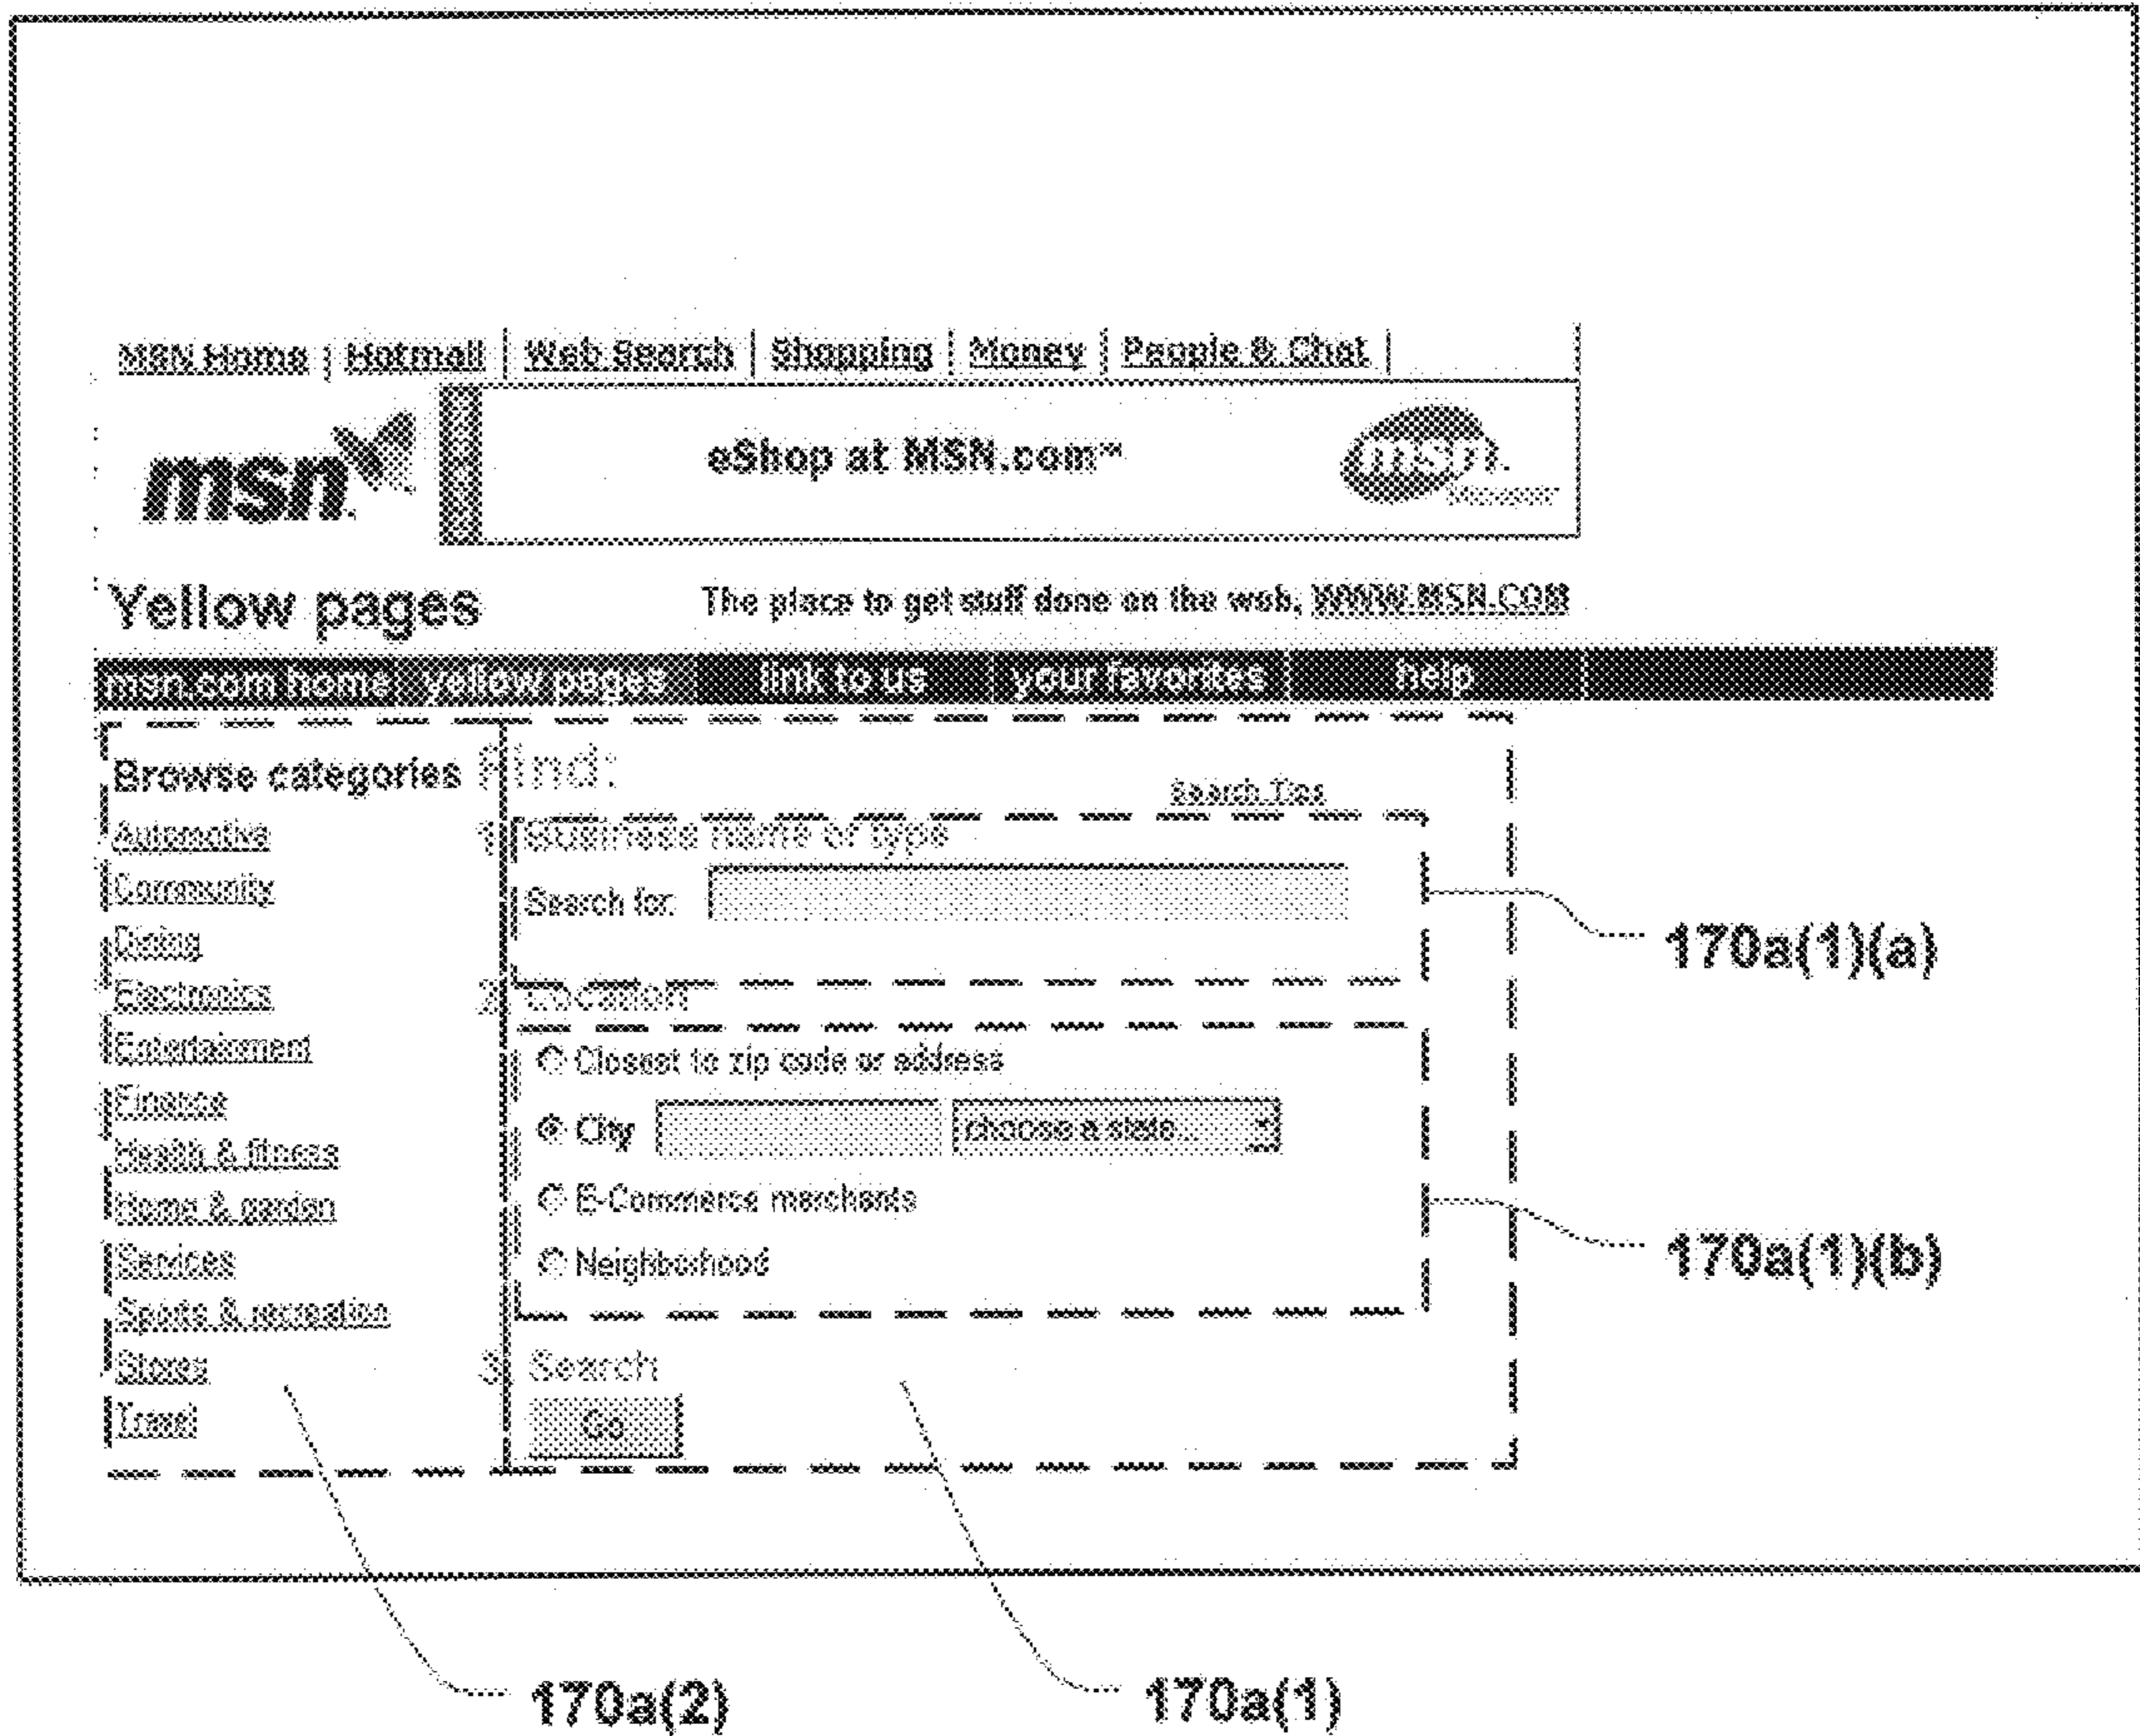 MSN Home | Hotmail | Web Search | Shopping | Money | People & Chat |
msn
eShop at MSN.com℠
msn.
Yellow pages
The place to get stuff done on the web, WWW.MSN.COM
msn.com home yellow pages link to us your favorites help
Browse categories
Automotive
Community
Dining
Electronics
Entertainment
Finance
Health & fitness
Home & garden
Services
Sports & recreation
Stores
Travel
Find:
Search Tips
1 Business name or type
Search for:
2 Location
Closest to zip code or address
City choose a state...
E-Commerce merchants
Neighborhood
3 Search
Go
170a(1)(a)
170a(1)(b)
170a(2)
170a(1)